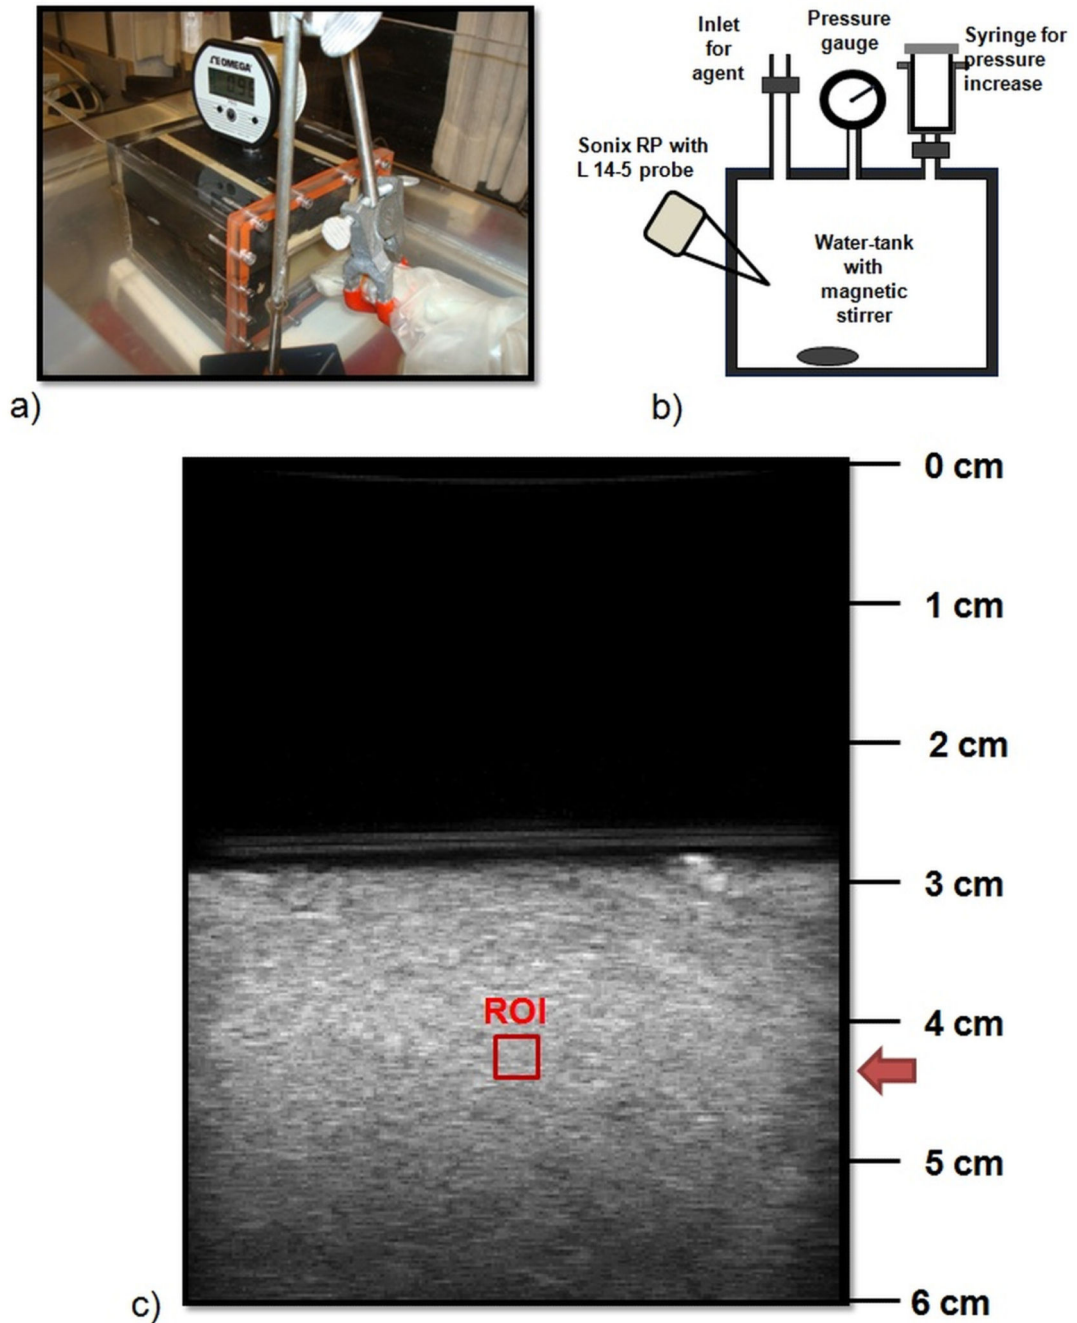 OMEGA
a)
Inlet
for
agent
Pressure
gauge
Syringe for
pressure
increase
Sonix RP with
L 14-5 probe
Water-tank
with
magnetic
stirrer
b)
0 cm
1 cm
2 cm
3 cm
ROI
4 cm
5 cm
6 cm
c)